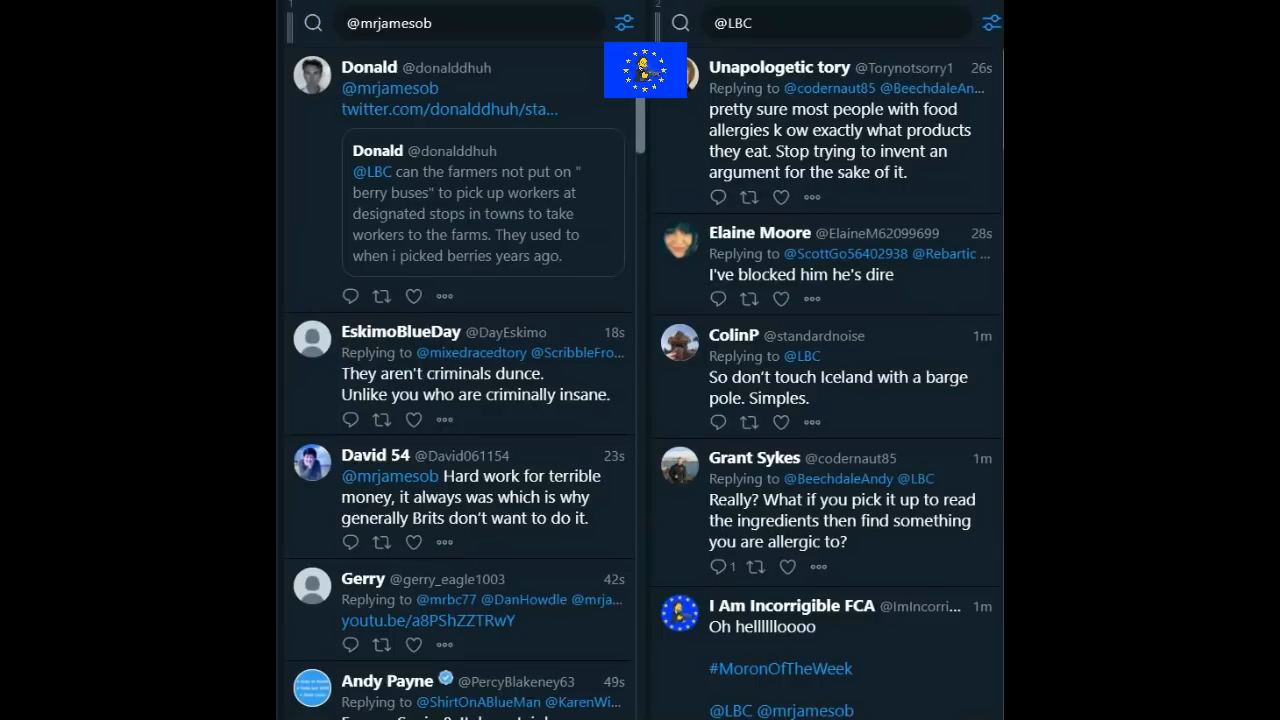 1
@mrjamesob
Donald @donalddhuh
@mrjamesob
twitter.com/donalddhuh/sta...
Donald @donalddhuh
@LBC can the farmers not put on "
berry buses" to pick up workers at
designated stops in towns to take
workers to the farms. They used to
when i picked berries years ago.
EskimoBlueDay @DayEskimo 18s
Replying to @mixedracedtory @ScribbleFro...
They aren't criminals dunce.
Unlike you who are criminally insane.
David 54 @David061154 23s
@mrjamesob Hard work for terrible
money, it always was which is why
generally Brits don't want to do it.
Gerry @gerry_eagle1003 42s
Replying to @mrbc77 @DanHowdle @mrja...
youtu.be/a8PShZZTRwY
Andy Payne @PercyBlakeney63 49s
Replying to @ShirtOnABlueMan @KarenWi...
2
@LBC
Unapologetic tory @Torynotsorry1 26s
Replying to @codernaut85 @BeechdaleAn...
pretty sure most people with food
allergies k ow exactly what products
they eat. Stop trying to invent an
argument for the sake of it.
Elaine Moore @ElaineM62099699 28s
Replying to @ScottGo56402938 @Rebartic ...
I've blocked him he's dire
ColinP @standardnoise 1m
Replying to @LBC
So don't touch Iceland with a barge
pole. Simples.
Grant Sykes @codernaut85 1m
Replying to @BeechdaleAndy @LBC
Really? What if you pick it up to read
the ingredients then find something
you are allergic to?
1
I Am Incorrigible FCA @ImIncorri... 1m
Oh helllllloooo
#MoronOfTheWeek
@LBC @mrjamesob